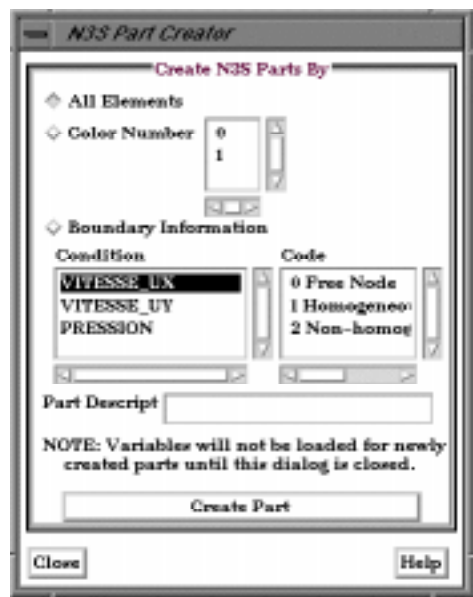 N3S Part Creator
Create N3S Parts By
All Elements
Color Number
0
1
Boundary Information
Condition
Code
VITESSE_UX
VITESSE_UY
PRESSION
0 Free Node
1 Homogeneo
2 Non-homog
Part Descript
NOTE: Variables will not be loaded for newly
created parts until this dialog is closed.
Create Part
Close
Help